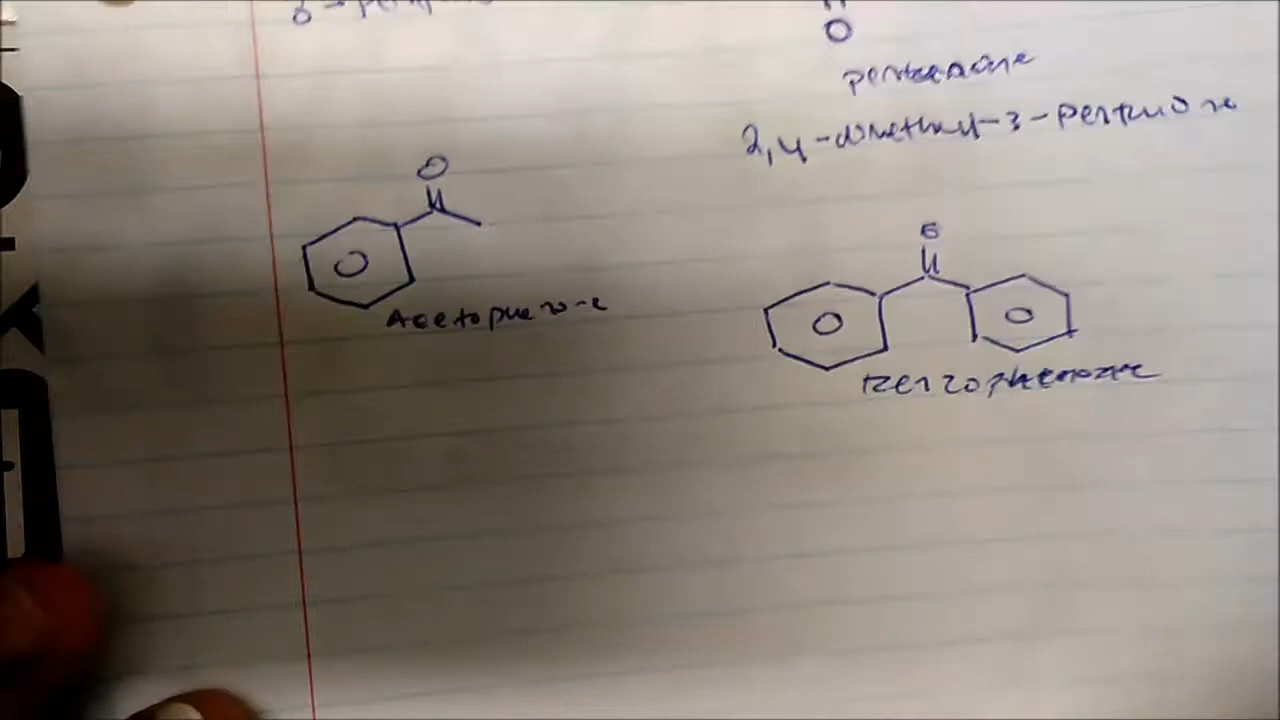 O
pentanone
2,4-dimethyl-3-pentanone
O
O
Acetophenone
Benzophenone